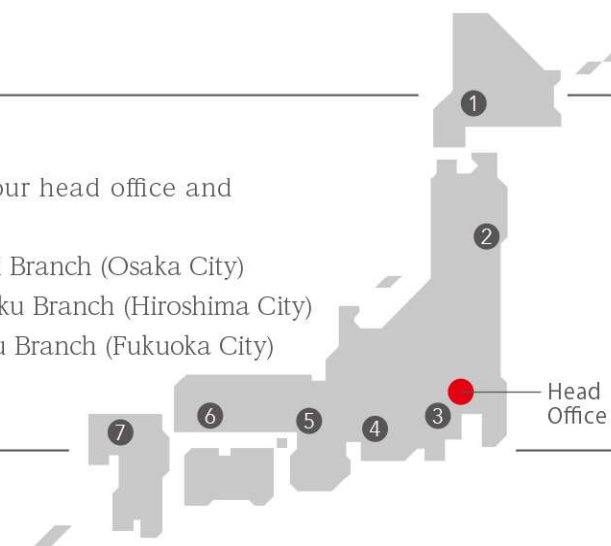 our head office and
Branch (Osaka City)
ku Branch (Hiroshima City)
u Branch (Fukuoka City)
1
2
Head
Office
3
4
5
6
7